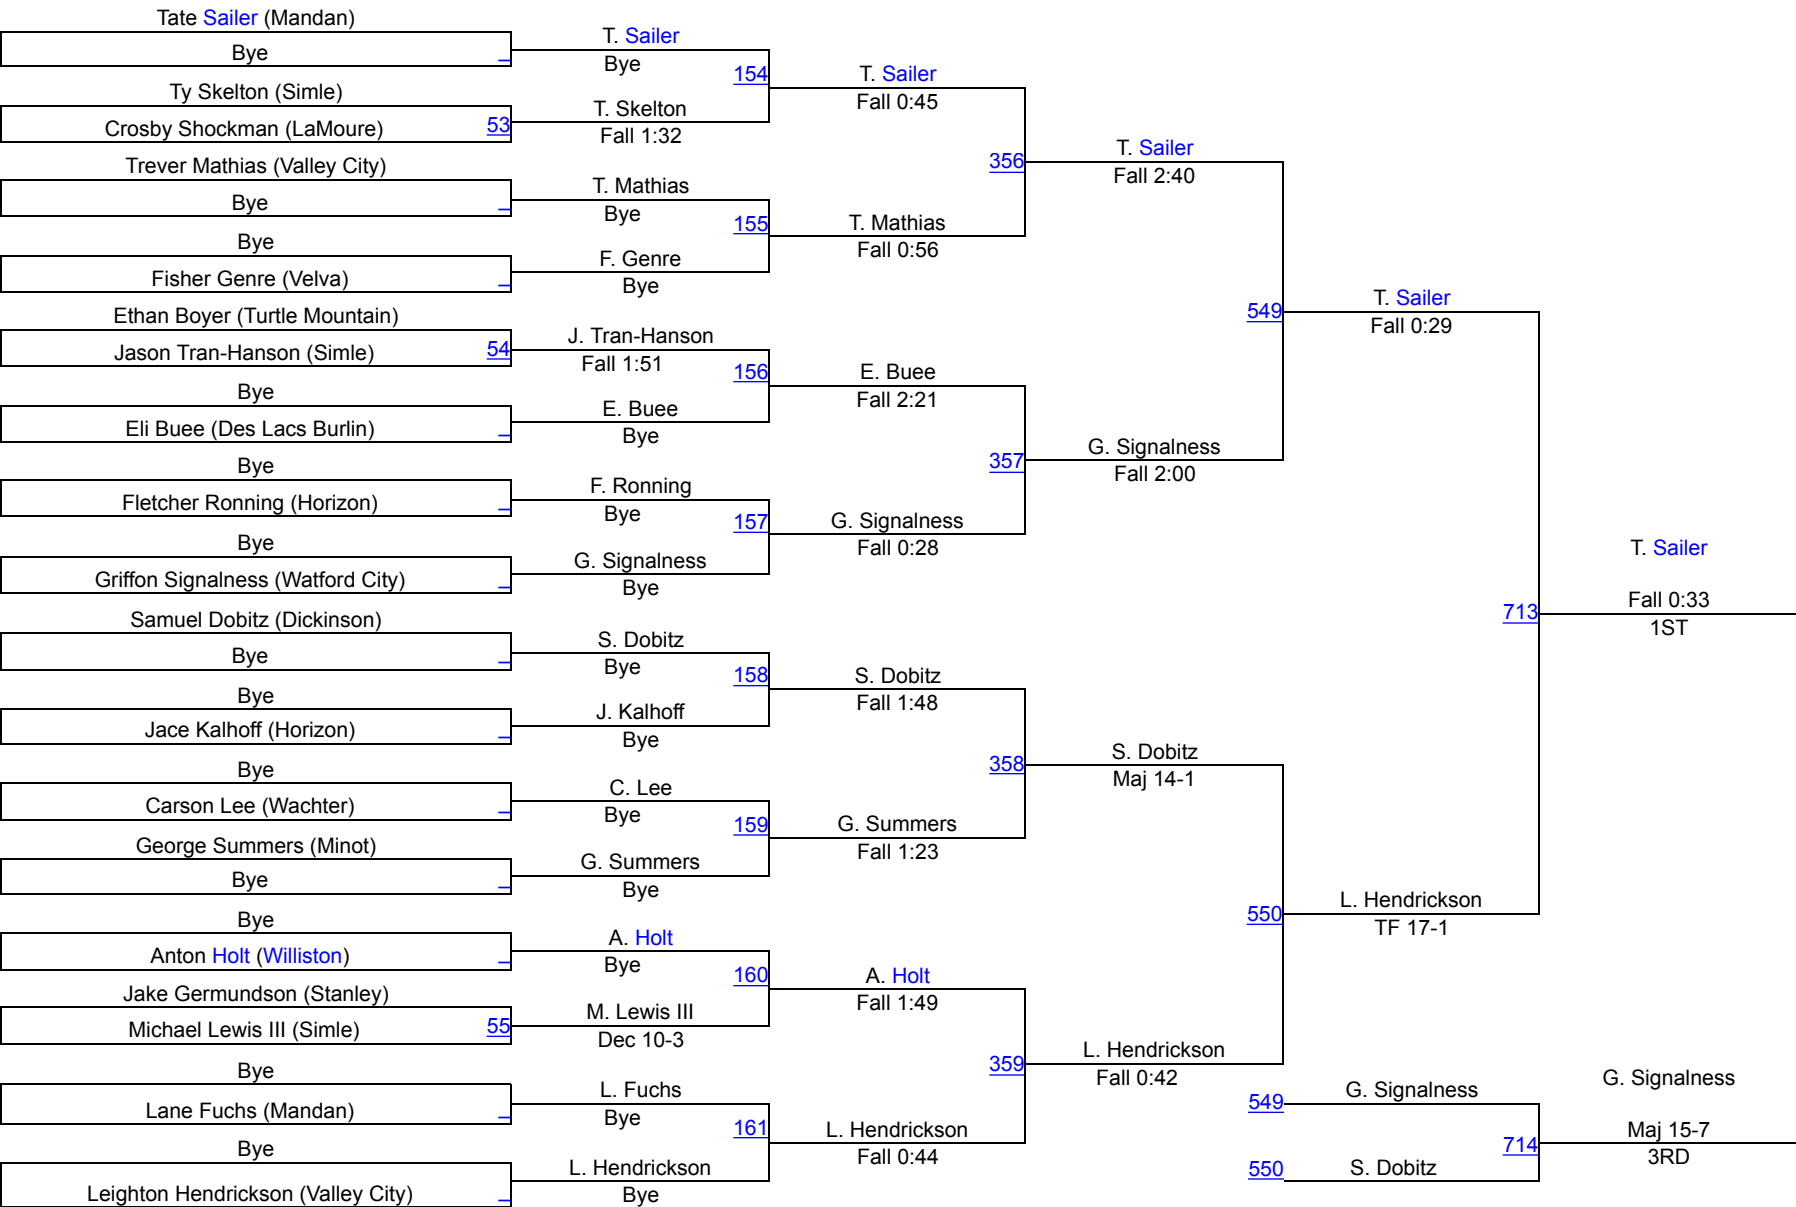 Tate Sailer (Mandan)
Bye
Ty Skelton (Simle)
Crosby Shockman (LaMoure) 53
Trever Mathias (Valley City)
Bye
Bye
Fisher Genre (Velva)
Ethan Boyer (Turtle Mountain)
Jason Tran-Hanson (Simle) 54
Bye
Eli Buee (Des Lacs Burlin)
Bye
Fletcher Ronning (Horizon)
Bye
Griffon Signalness (Watford City)
Samuel Dobitz (Dickinson)
Bye
Bye
Jace Kalhoff (Horizon)
Bye
Carson Lee (Wachter)
George Summers (Minot)
Bye
Bye
Anton Holt (Williston)
Jake Germundson (Stanley)
Michael Lewis III (Simle) 55
Bye
Lane Fuchs (Mandan)
Bye
Leighton Hendrickson (Valley City)
T. Sailer
Bye
154
T. Skelton
Fall 1:32
T. Mathias
Bye
155
F. Genre
Bye
J. Tran-Hanson
Fall 1:51
156
E. Buee
Bye
F. Ronning
Bye
157
G. Signalness
Bye
S. Dobitz
Bye
158
J. Kalhoff
Bye
C. Lee
Bye
159
G. Summers
Bye
A. Holt
Bye
160
M. Lewis III
Dec 10-3
L. Fuchs
Bye
161
L. Hendrickson
Bye
T. Sailer
Fall 0:45
356
T. Mathias
Fall 0:56
E. Buee
Fall 2:21
357
G. Signalness
Fall 0:28
S. Dobitz
Fall 1:48
358
G. Summers
Fall 1:23
A. Holt
Fall 1:49
359
L. Hendrickson
Fall 0:44
T. Sailer
Fall 2:40
549
G. Signalness
Fall 2:00
S. Dobitz
Maj 14-1
550
L. Hendrickson
Fall 0:42
T. Sailer
Fall 0:29
713
L. Hendrickson
TF 17-1
T. Sailer
Fall 0:33
1ST
549 G. Signalness
714
550 S. Dobitz
G. Signalness
Maj 15-7
3RD